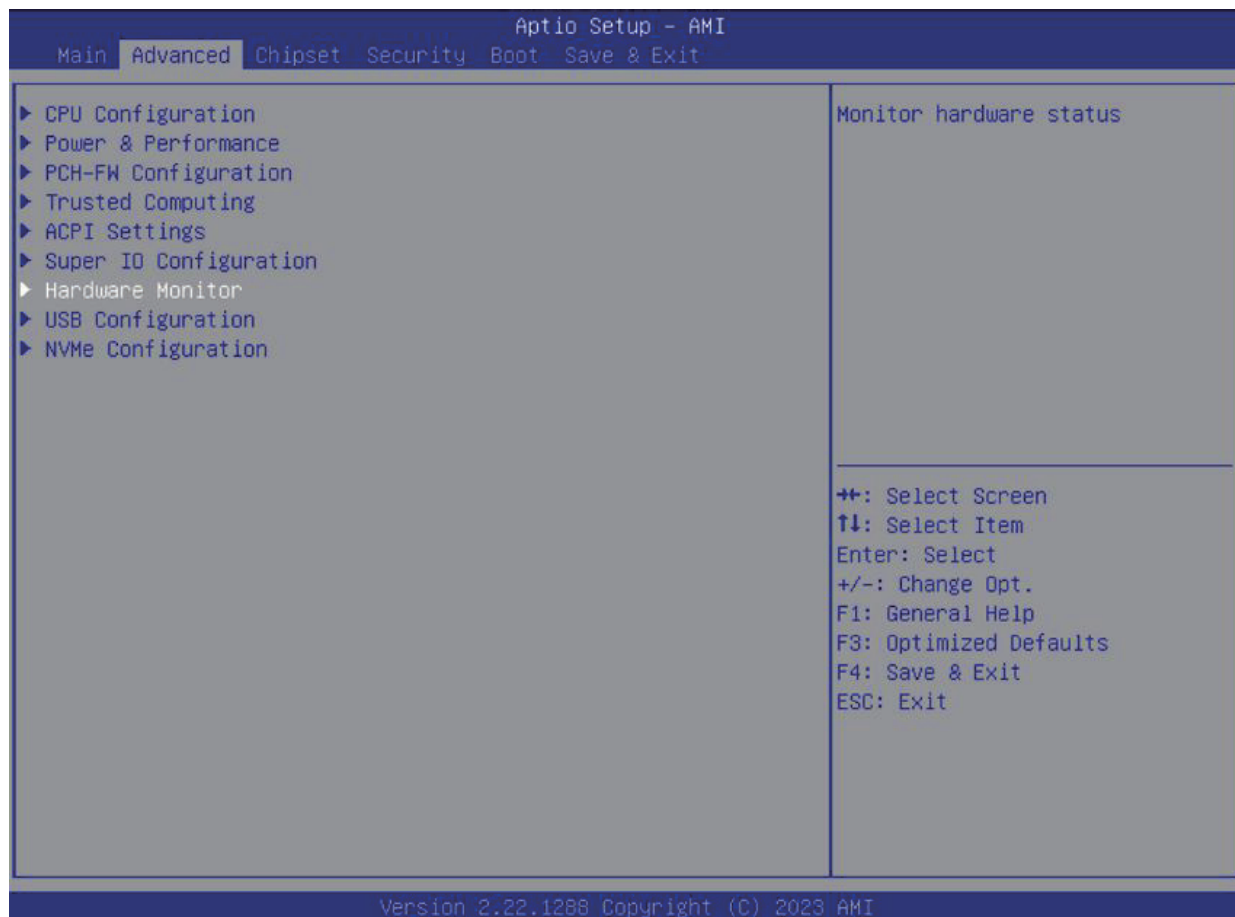 Aptio Setup – AMI
Main Advanced Chipset Security Boot Save & Exit
▶ CPU Configuration
▶ Power & Performance
▶ PCH-FW Configuration
▶ Trusted Computing
▶ ACPI Settings
▶ Super IO Configuration
▶ Hardware Monitor
▶ USB Configuration
▶ NVMe Configuration
Monitor hardware status
→←: Select Screen
↑↓: Select Item
Enter: Select
+/-: Change Opt.
F1: General Help
F3: Optimized Defaults
F4: Save & Exit
ESC: Exit
Version 2.22.1288 Copyright (C) 2023 AMI